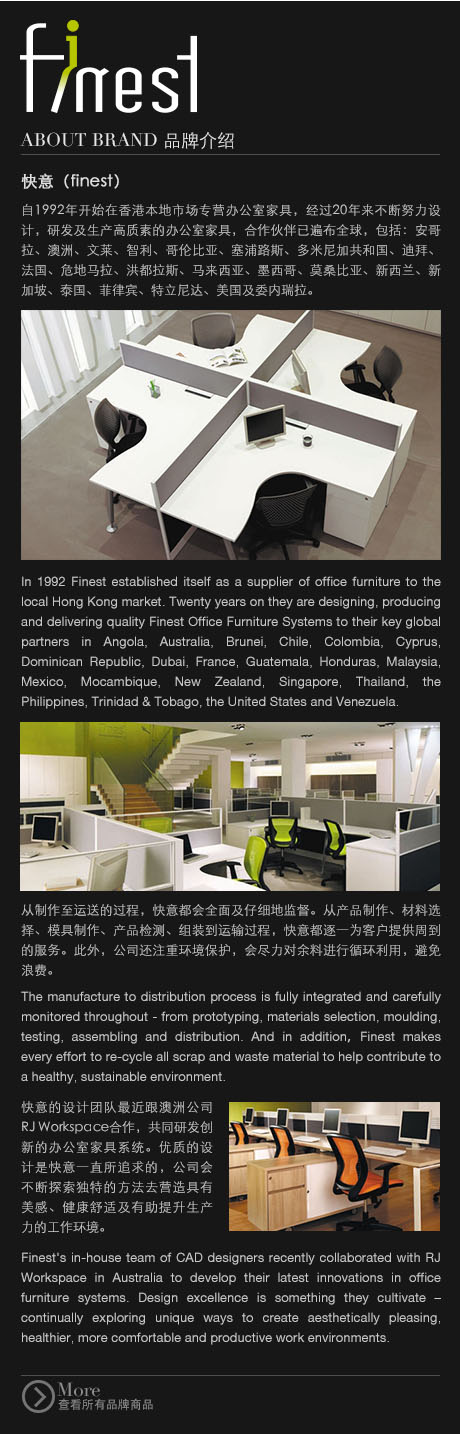 finest
ABOUT BRAND 品牌介绍
快意（finest）
自1992年开始在香港本地市场专营办公室家具，经过20年来不断努力设
计，研发及生产高质素的办公室家具，合作伙伴已遍布全球，包括：安哥
拉、澳洲、文莱、智利、哥伦比亚、塞浦路斯、多米尼加共和国、迪拜、
法国、危地马拉、洪都拉斯、马来西亚、墨西哥、莫桑比亚、新西兰、新
加坡、泰国、菲律宾、特立尼达、美国及委内瑞拉。
In 1992 Finest established itself as a supplier of office furniture to the
local Hong Kong market. Twenty years on they are designing, producing
and delivering quality Finest Office Furniture Systems to their key global
partners in Angola, Australia, Brunei, Chile, Colombia, Cyprus,
Dominican Republic, Dubai, France, Guatemala, Honduras, Malaysia,
Mexico, Mocambique, New Zealand, Singapore, Thailand, the
Philippines, Trinidad & Tobago, the United States and Venezuela.
从制作至运送的过程，快意都会全面及仔细地监督。从产品制作、材料选
择、模具制作、产品检测、组装到运输过程，快意都逐一为客户提供周到
的服务。此外，公司还注重环境保护，会尽力对余料进行循环利用，避免
浪费。
The manufacture to distribution process is fully integrated and carefully
monitored throughout - from prototyping, materials selection, moulding,
testing, assembling and distribution. And in addition, Finest makes
every effort to re-cycle all scrap and waste material to help contribute to
a healthy, sustainable environment.
快意的设计团队最近跟澳洲公司
RJ Workspace合作，共同研发创
新的办公室家具系统。优质的设
计是快意一直所追求的，公司会
不断探索独特的方法去营造具有
美感、健康舒适及有助提升生产
力的工作环境。
Finest's in-house team of CAD designers recently collaborated with RJ
Workspace in Australia to develop their latest innovations in office
furniture systems. Design excellence is something they cultivate –
continually exploring unique ways to create aesthetically pleasing,
healthier, more comfortable and productive work environments.
More
查看所有品牌商品